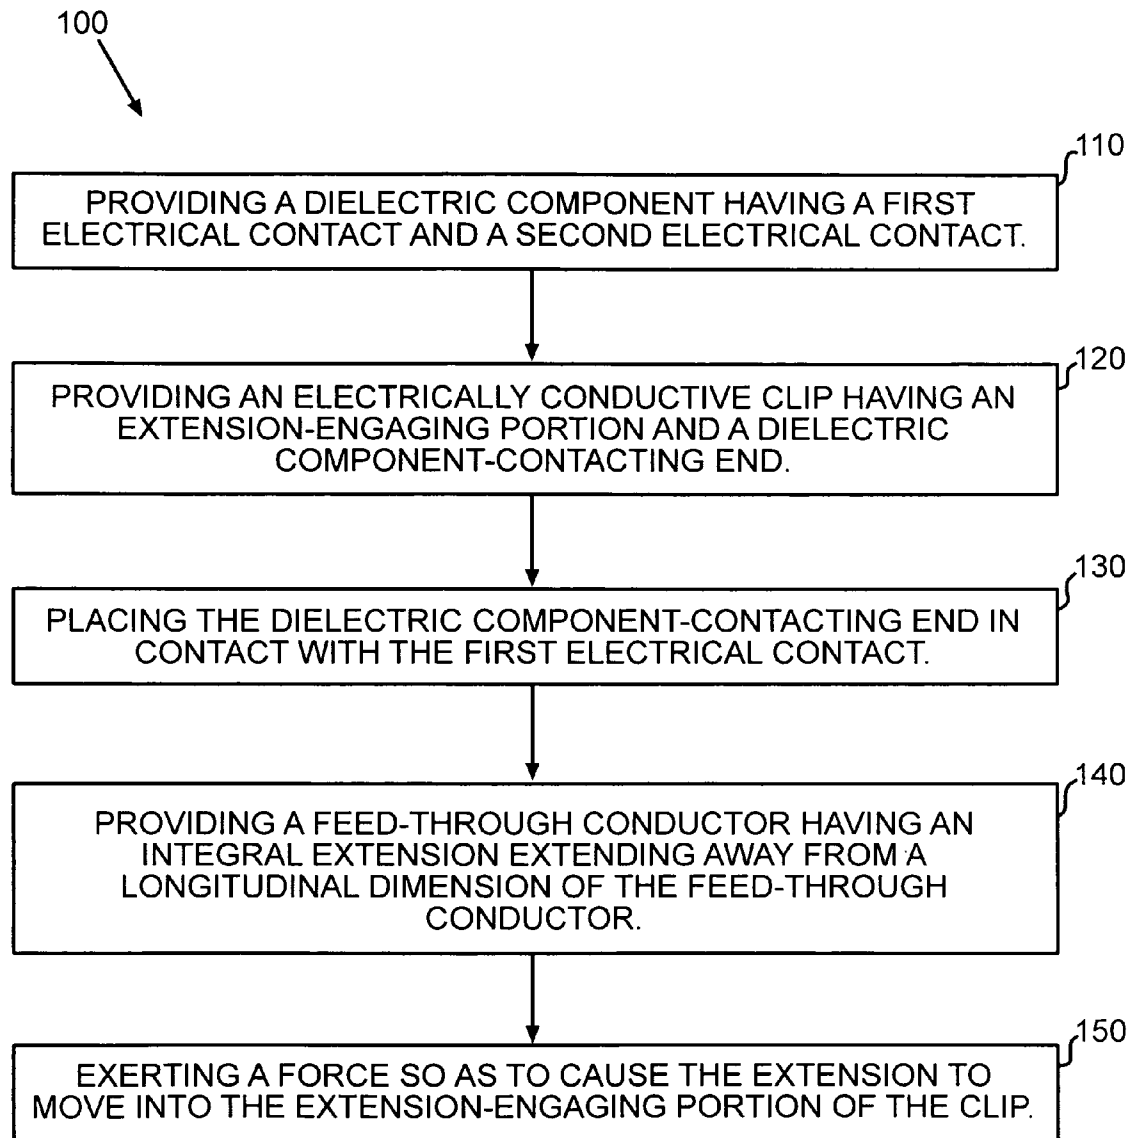 100
110
PROVIDING A DIELECTRIC COMPONENT HAVING A FIRST
ELECTRICAL CONTACT AND A SECOND ELECTRICAL CONTACT.
120
PROVIDING AN ELECTRICALLY CONDUCTIVE CLIP HAVING AN
EXTENSION-ENGAGING PORTION AND A DIELECTRIC
COMPONENT-CONTACTING END.
130
PLACING THE DIELECTRIC COMPONENT-CONTACTING END IN
CONTACT WITH THE FIRST ELECTRICAL CONTACT.
140
PROVIDING A FEED-THROUGH CONDUCTOR HAVING AN
INTEGRAL EXTENSION EXTENDING AWAY FROM A
LONGITUDINAL DIMENSION OF THE FEED-THROUGH
CONDUCTOR.
150
EXERTING A FORCE SO AS TO CAUSE THE EXTENSION TO
MOVE INTO THE EXTENSION-ENGAGING PORTION OF THE CLIP.